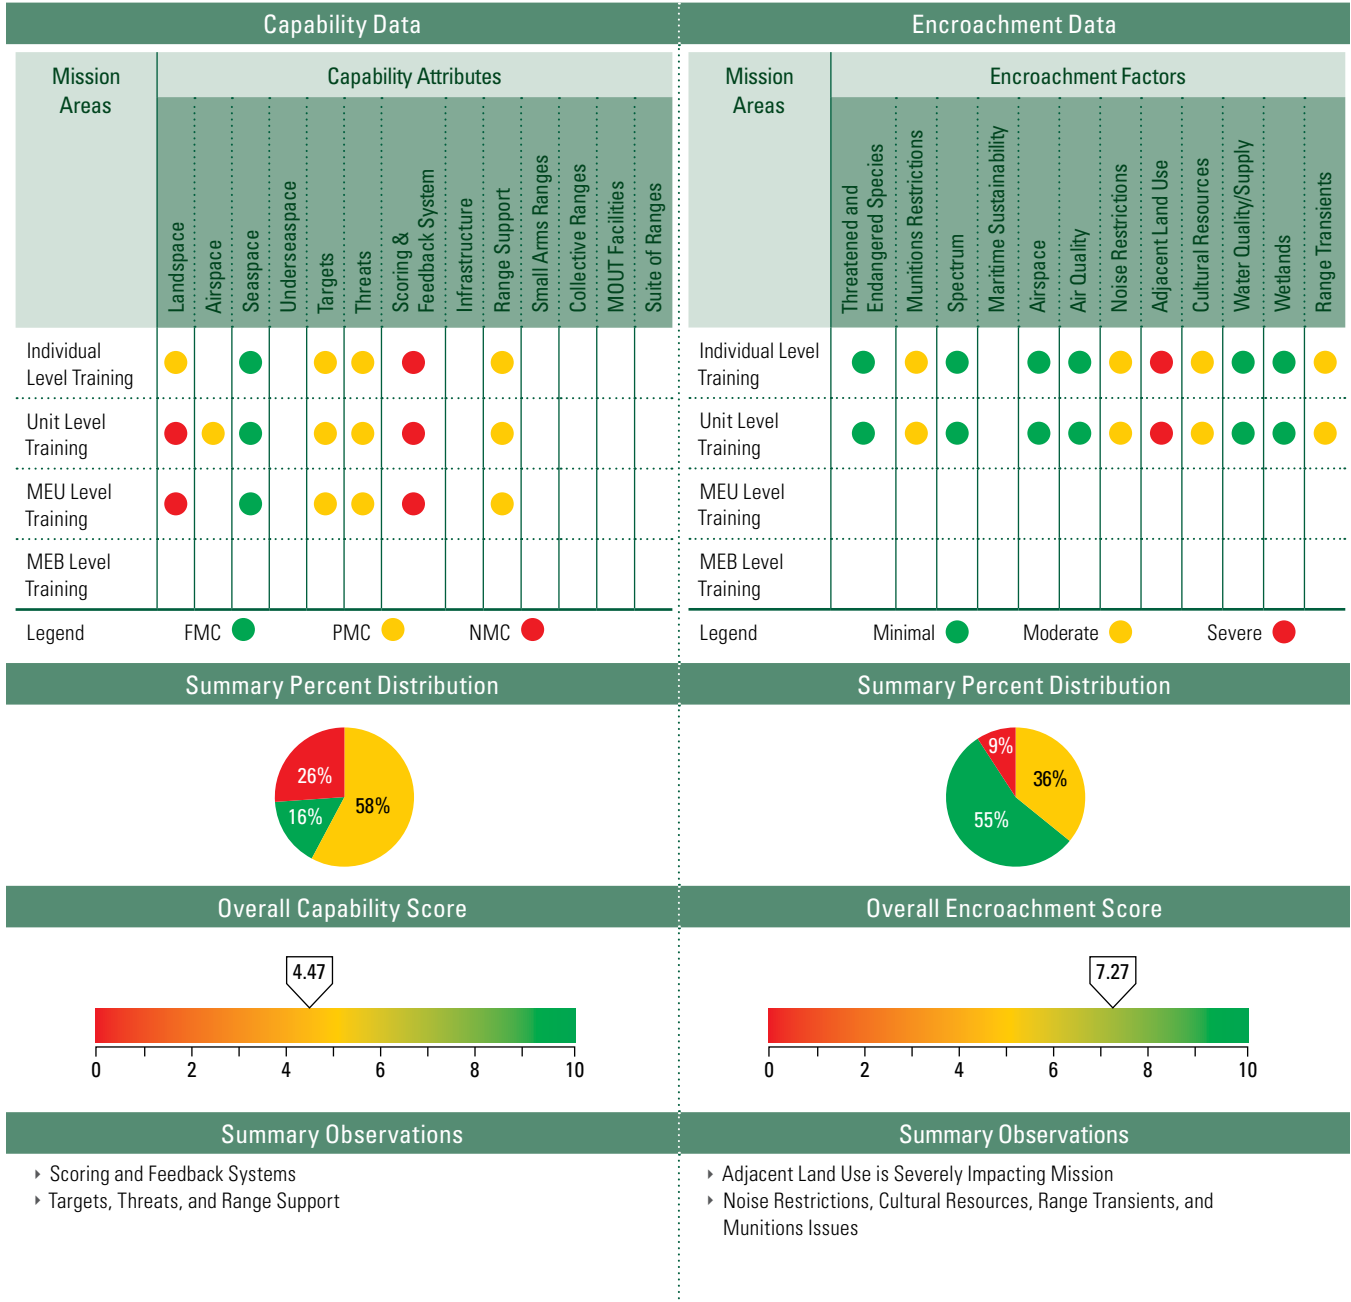 Capability Data
Mission
Areas
Capability Attributes
Landspace
Airspace
Seaspace
Underseaspace
Targets
Threats
Scoring &
Feedback System
Infrastructure
Range Support
Small Arms Ranges
Collective Ranges
MOUT Facilities
Suite of Ranges
Individual
Level Training
Unit Level
Training
MEU Level
Training
MEB Level
Training
Legend
FMC
PMC
NMC
Summary Percent Distribution
26%
16%
58%
Overall Capability Score
4.47
0 2 4 6 8 10
Summary Observations
Scoring and Feedback Systems
Targets, Threats, and Range Support
Encroachment Data
Mission
Areas
Encroachment Factors
Threatened and
Endangered Species
Munitions Restrictions
Spectrum
Maritime Sustainability
Airspace
Air Quality
Noise Restrictions
Adjacent Land Use
Cultural Resources
Water Quality/Supply
Wetlands
Range Transients
Individual Level
Training
Unit Level
Training
MEU Level
Training
MEB Level
Training
Legend
Minimal
Moderate
Severe
Summary Percent Distribution
9%
36%
55%
Overall Encroachment Score
7.27
0 2 4 6 8 10
Summary Observations
Adjacent Land Use is Severely Impacting Mission
Noise Restrictions, Cultural Resources, Range Transients, and
Munitions Issues